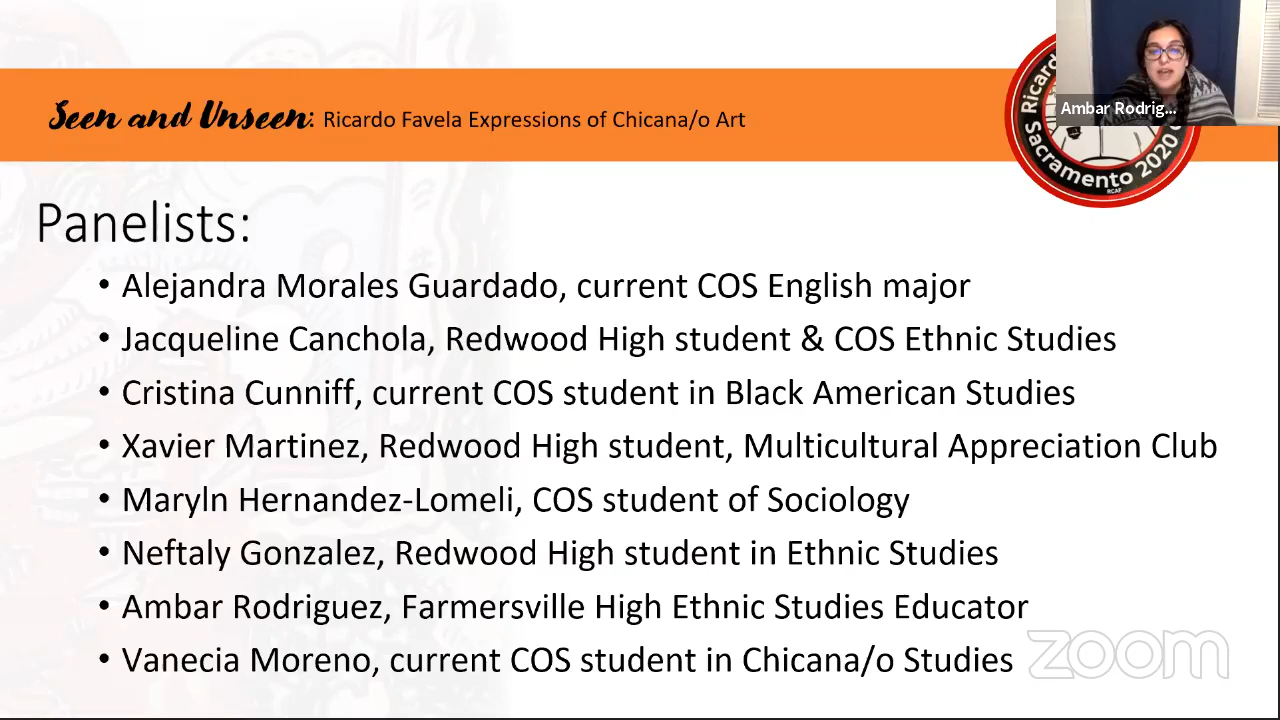 Seen and Unseen: Ricardo Favela Expressions of Chicana/o Art
Ricard
Sacramento 2020
RCAF
Ambar Rodrig...
Panelists:
• Alejandra Morales Guardado, current COS English major
• Jacqueline Canchola, Redwood High student & COS Ethnic Studies
• Cristina Cunniff, current COS student in Black American Studies
• Xavier Martinez, Redwood High student, Multicultural Appreciation Club
• Maryln Hernandez-Lomeli, COS student of Sociology
• Neftaly Gonzalez, Redwood High student in Ethnic Studies
• Ambar Rodriguez, Farmersville High Ethnic Studies Educator
• Vanecia Moreno, current COS student in Chicana/o Studies
zoom